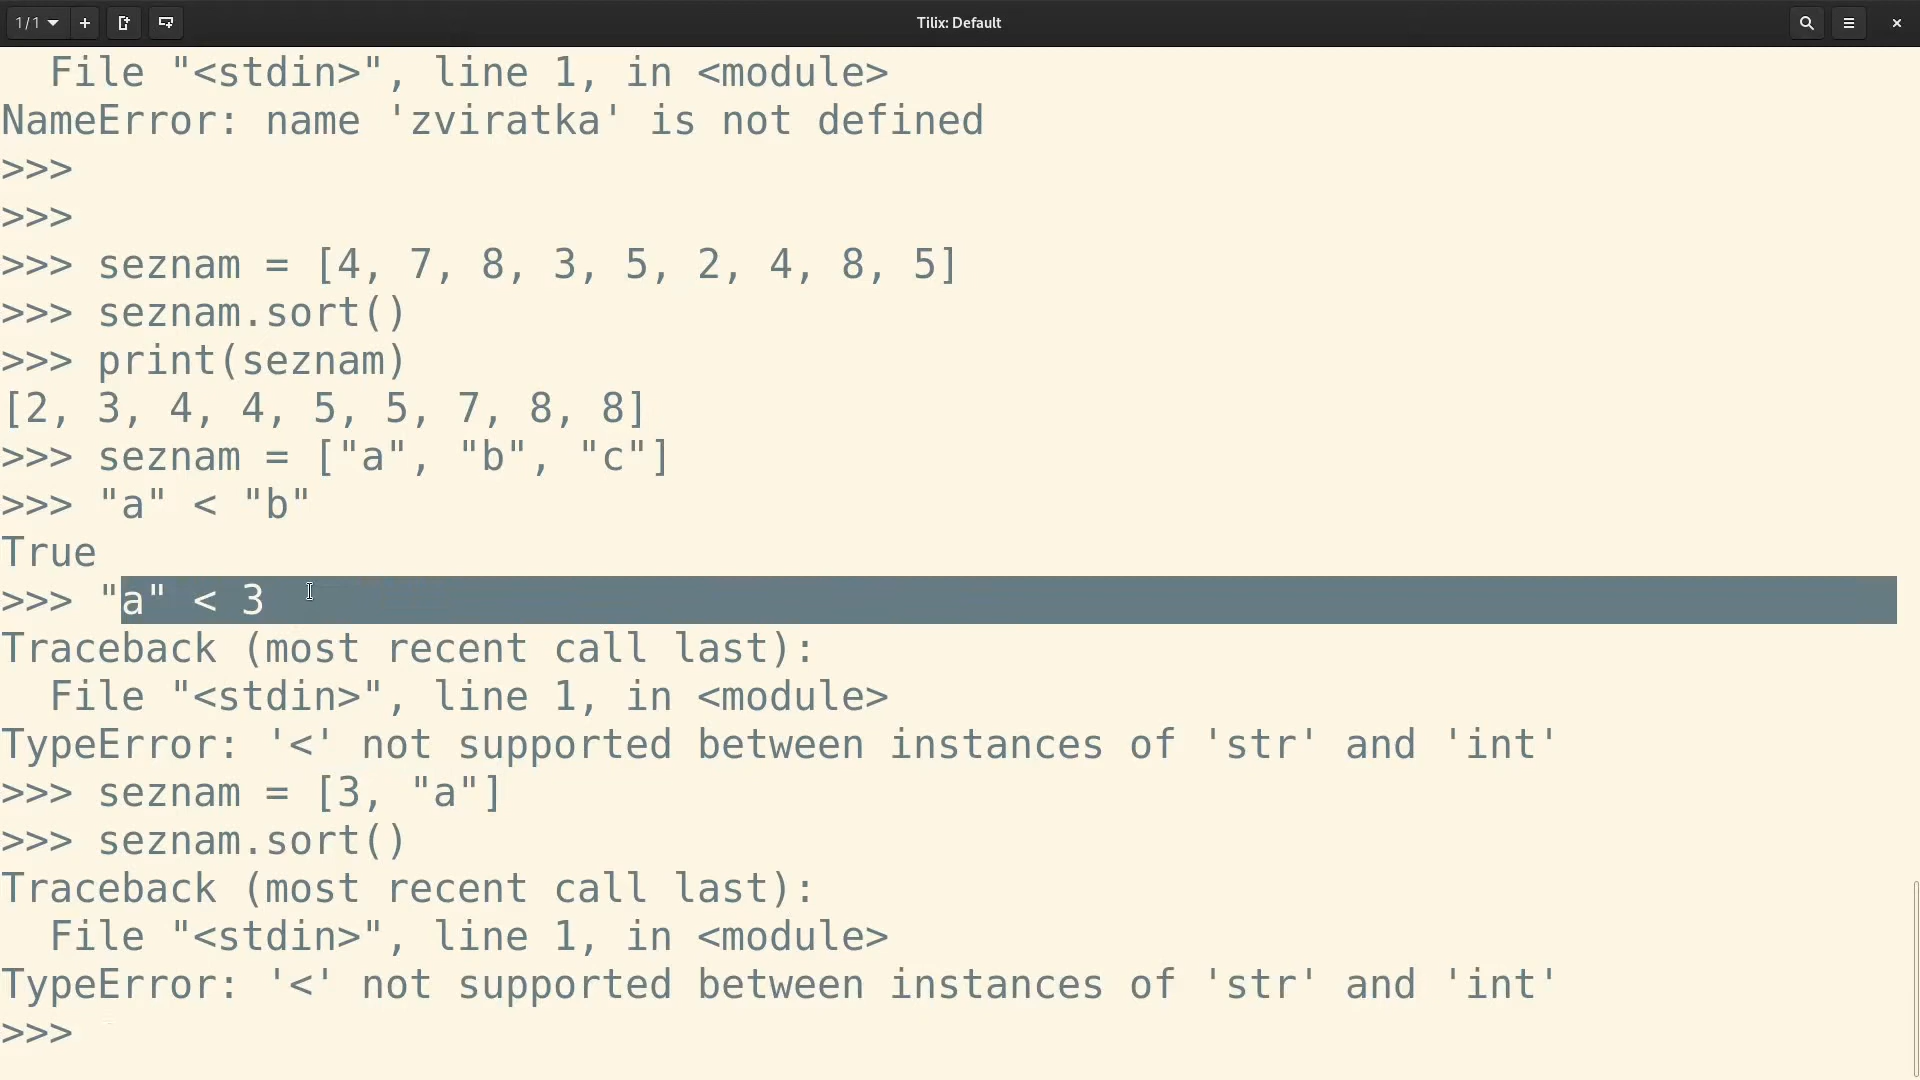 1/1
Tilix: Default
File "<stdin>", line 1, in <module>
NameError: name 'zviratka' is not defined
>>>
>>>
>>> seznam = [4, 7, 8, 3, 5, 2, 4, 8, 5]
>>> seznam.sort()
>>> print(seznam)
[2, 3, 4, 4, 5, 5, 7, 8, 8]
>>> seznam = ["a", "b", "c"]
>>> "a" < "b"
True
>>> "a" < 3
Traceback (most recent call last):
File "<stdin>", line 1, in <module>
TypeError: '<' not supported between instances of 'str' and 'int'
>>> seznam = [3, "a"]
>>> seznam.sort()
Traceback (most recent call last):
File "<stdin>", line 1, in <module>
TypeError: '<' not supported between instances of 'str' and 'int'
>>>